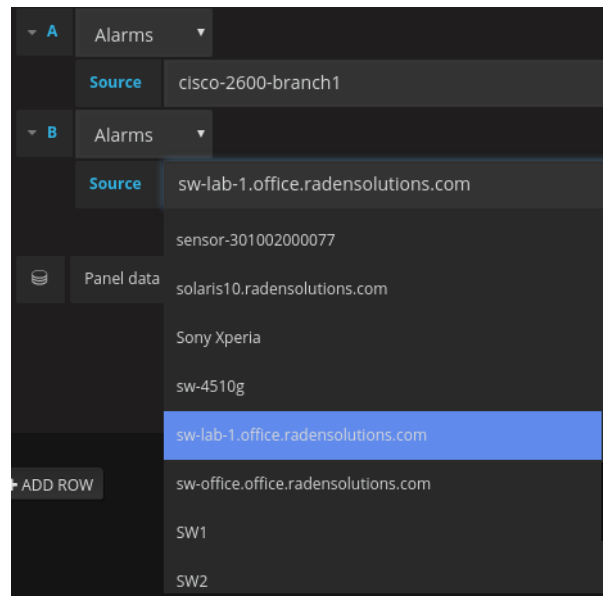 A Alarms
Source cisco-2600-branch1
B Alarms
Source sw-lab-1.office.radensolutions.com
sensor-301002000077
Panel data
solaris10.radensolutions.com
Sony Xperia
sw-4510g
sw-lab-1.office.radensolutions.com
+ ADD ROW
sw-office.office.radensolutions.com
SW1
SW2